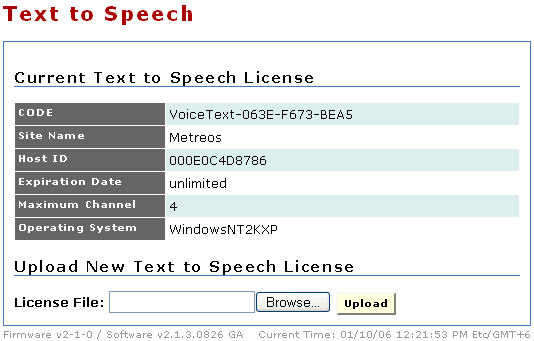 Text to Speech
Current Text to Speech License
CODE VoiceText-063E-F673-BEA5
Site Name Metreos
Host ID 000E0C4D8786
Expiration Date unlimited
Maximum Channel 4
Operating System WindowsNT2KXP
Upload New Text to Speech License
License File: Browse... Upload
Firmware v2-1-0 / Software v2.1.3.0826 GA Current Time: 01/10/06 12:21:53 PM Etc/GMT+6